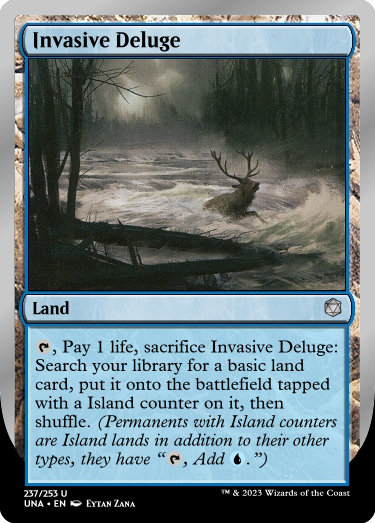 Invasive Deluge
Land
, Pay 1 life, sacrifice Invasive Deluge:
Search your library for a basic land
card, put it onto the battlefield tapped
with a Island counter on it, then
shuffle. (Permanents with Island counters
are Island lands in addition to their other
types, they have “ , Add .”)
237/253 U
UNA • EN Eytan Zana
™ & 2023 Wizards of the Coast